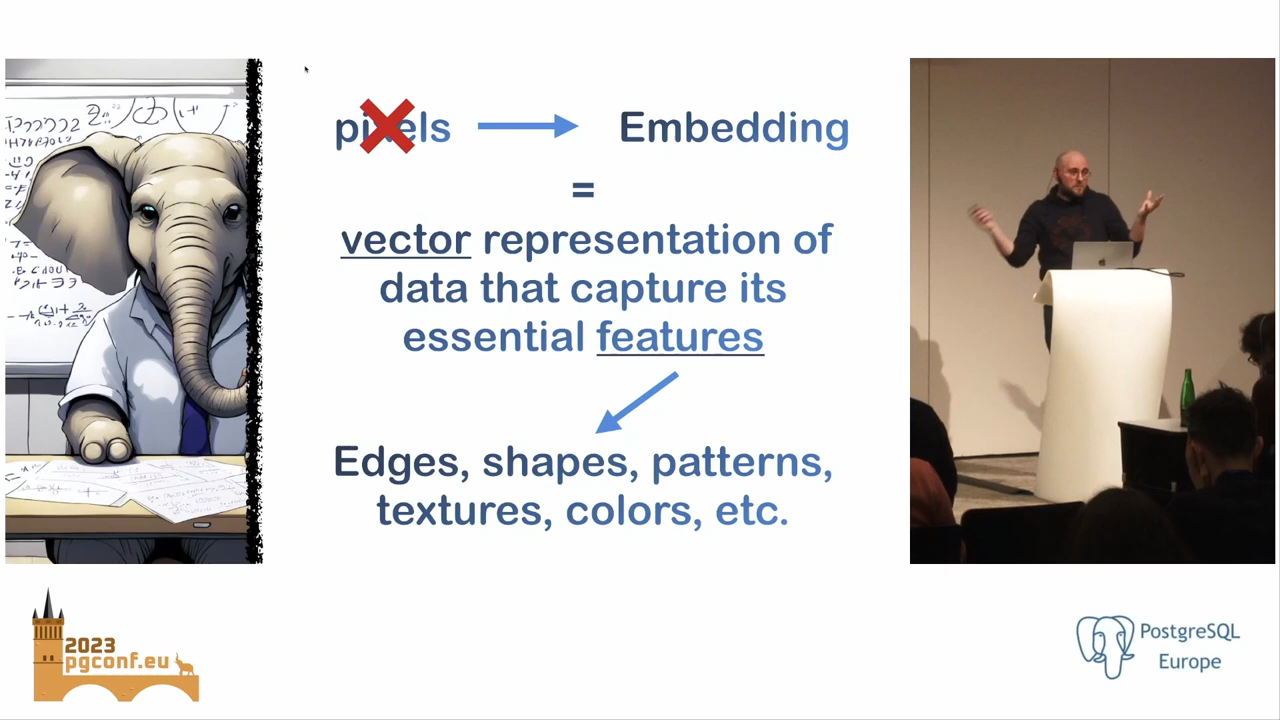 pixels Embedding
=
vector representation of
data that capture its
essential features
Edges, shapes, patterns,
textures, colors, etc.
2023
pgconf.eu
PostgreSQL
Europe